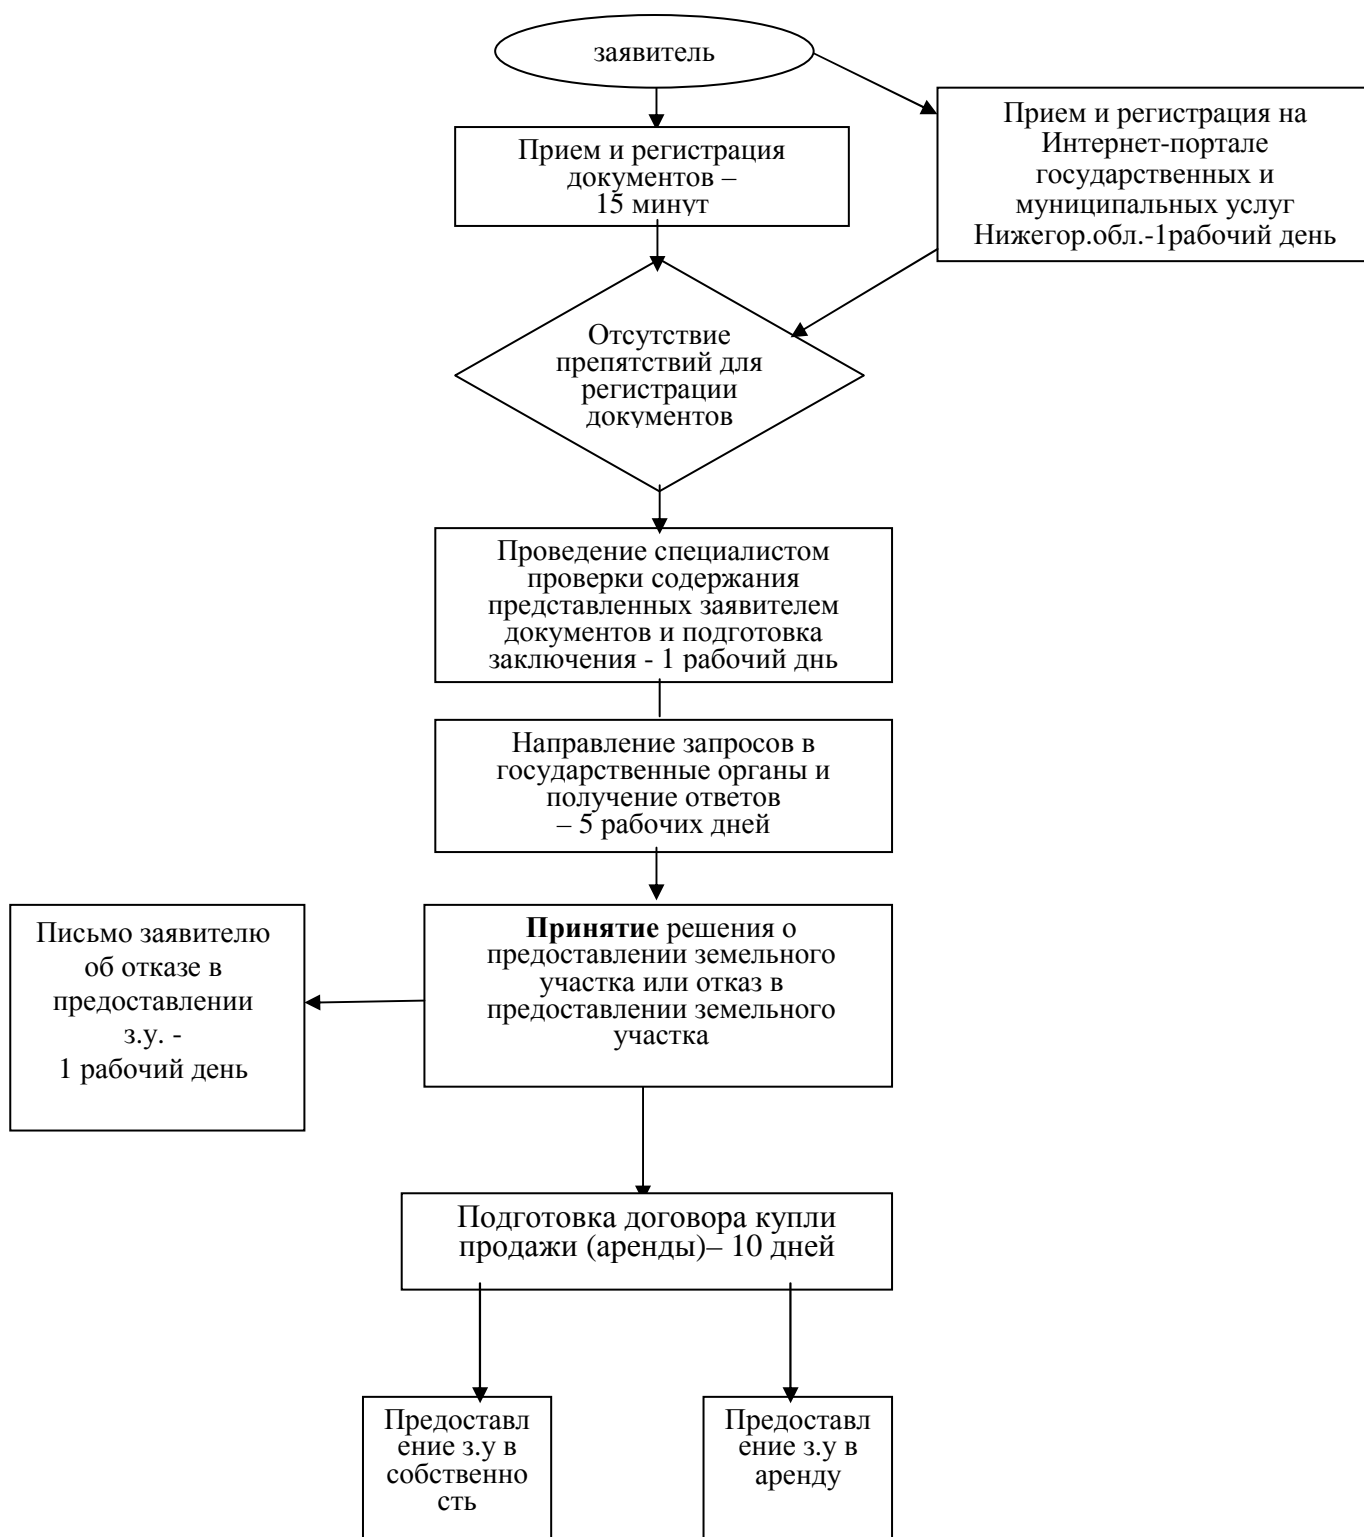 заявитель
Прием и регистрация
документов –
15 минут
Прием и регистрация на
Интернет-портале
государственных и
муниципальных услуг
Нижегор.обл.-1рабочий день
Отсутствие
препятствий для
регистрации
документов
Проведение специалистом
проверки содержания
представленных заявителем
документов и подготовка
заключения - 1 рабочий днь
Направление запросов в
государственные органы и
получение ответов
– 5 рабочих дней
Принятие решения о
предоставлении земельного
участка или отказ в
предоставлении земельного
участка
Письмо заявителю
об отказе в
предоставлении
з.у. -
1 рабочий день
Подготовка договора купли
продажи (аренды)– 10 дней
Предоставл
ение з.у в
собственно
сть
Предоставл
ение з.у в
аренду